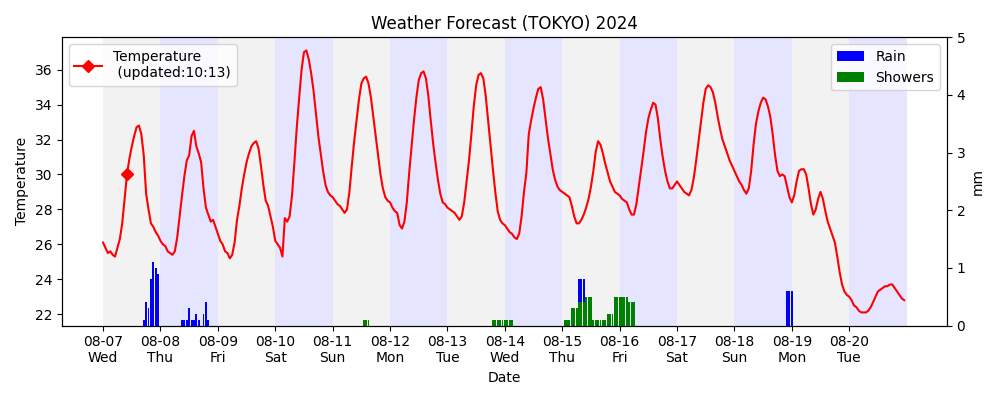 Weather Forecast (TOKYO) 2024
Temperature
(updated:10:13)
Rain
Showers
Temperature
36
34
32
30
28
26
24
22
5
4
3
2
1
0
mm
08-07 08-08 08-09 08-10 08-11 08-12 08-13 08-14 08-15 08-16 08-17 08-18 08-19 08-20
Wed Thu Fri Sat Sun Mon Tue Wed Thu Fri Sat Sun Mon Tue
Date